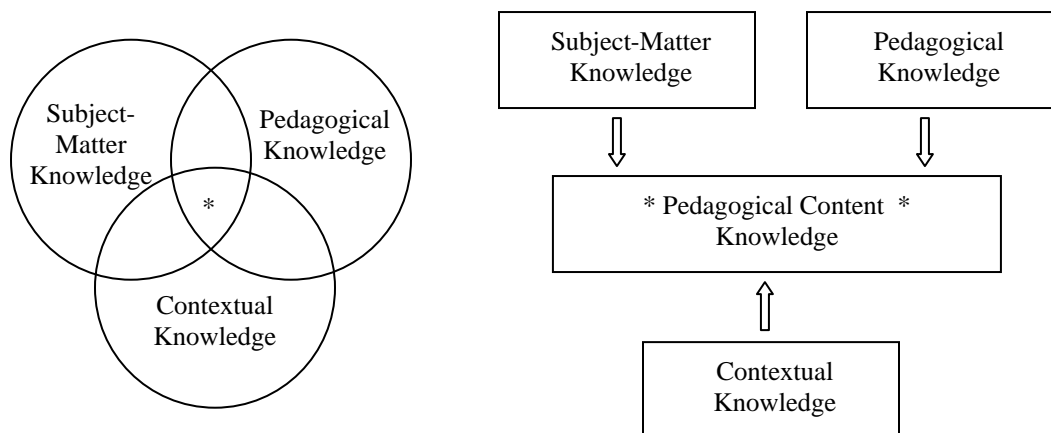 Subject-
Matter
Knowledge
Pedagogical
Knowledge
*
Contextual
Knowledge
Subject-Matter
Knowledge
Pedagogical
Knowledge
* Pedagogical Content *
Knowledge
Contextual
Knowledge